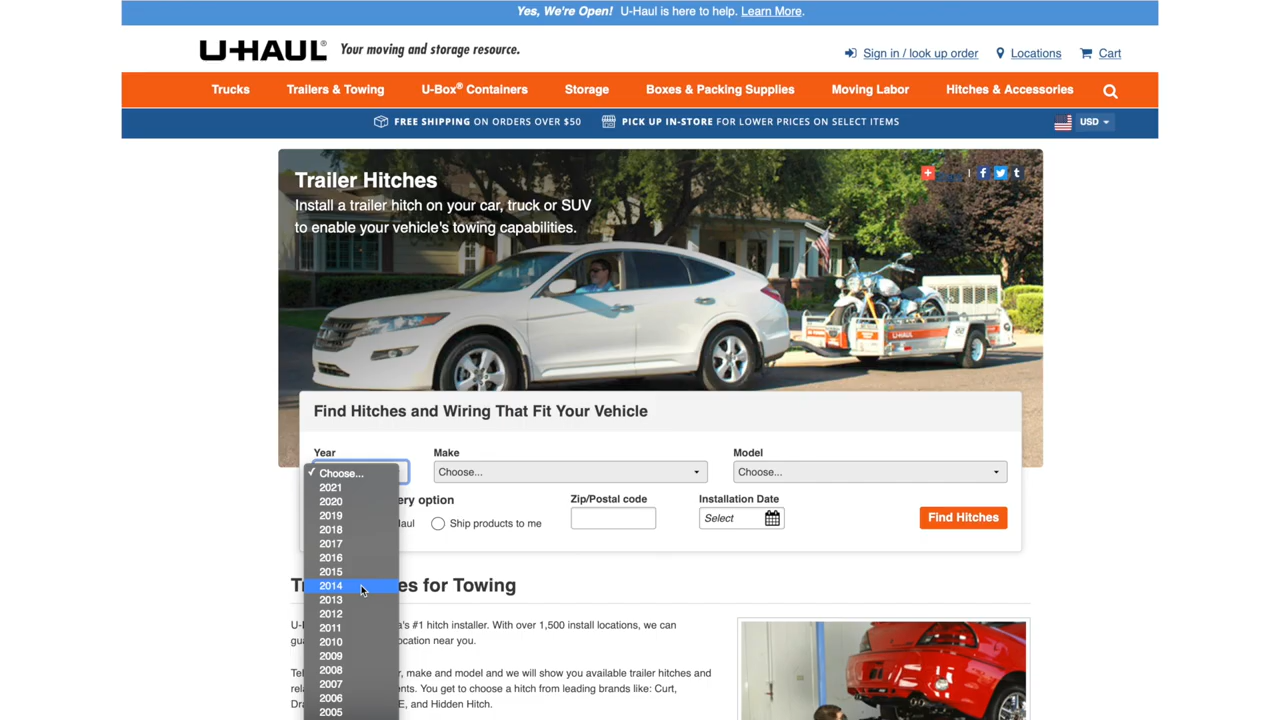 Yes, We're Open! U-Haul is here to help. Learn More.
U-HAUL® Your moving and storage resource.
Sign in / look up order Locations Cart
Trucks Trailers & Towing U-Box® Containers Storage Boxes & Packing Supplies Moving Labor Hitches & Accessories
FREE SHIPPING ON ORDERS OVER $50 PICK UP IN-STORE FOR LOWER PRICES ON SELECT ITEMS USD
Trailer Hitches
Install a trailer hitch on your car, truck or SUV
to enable your vehicle's towing capabilities.
U-HAUL
Find Hitches and Wiring That Fit Your Vehicle
Year Make Model
Choose... Choose... Choose...
2021
2020
2019
2018
2017
2016
2015
2014
2013
2012
2011
2010
2009
2008
2007
2006
2005
ery option Zip/Postal code Installation Date
Haul Ship products to me Select Find Hitches
es for Towing
a's #1 hitch installer. With over 1,500 install locations, we can
ocation near you.
, make and model and we will show you available trailer hitches and
ents. You get to choose a hitch from leading brands like: Curt,
E, and Hidden Hitch.